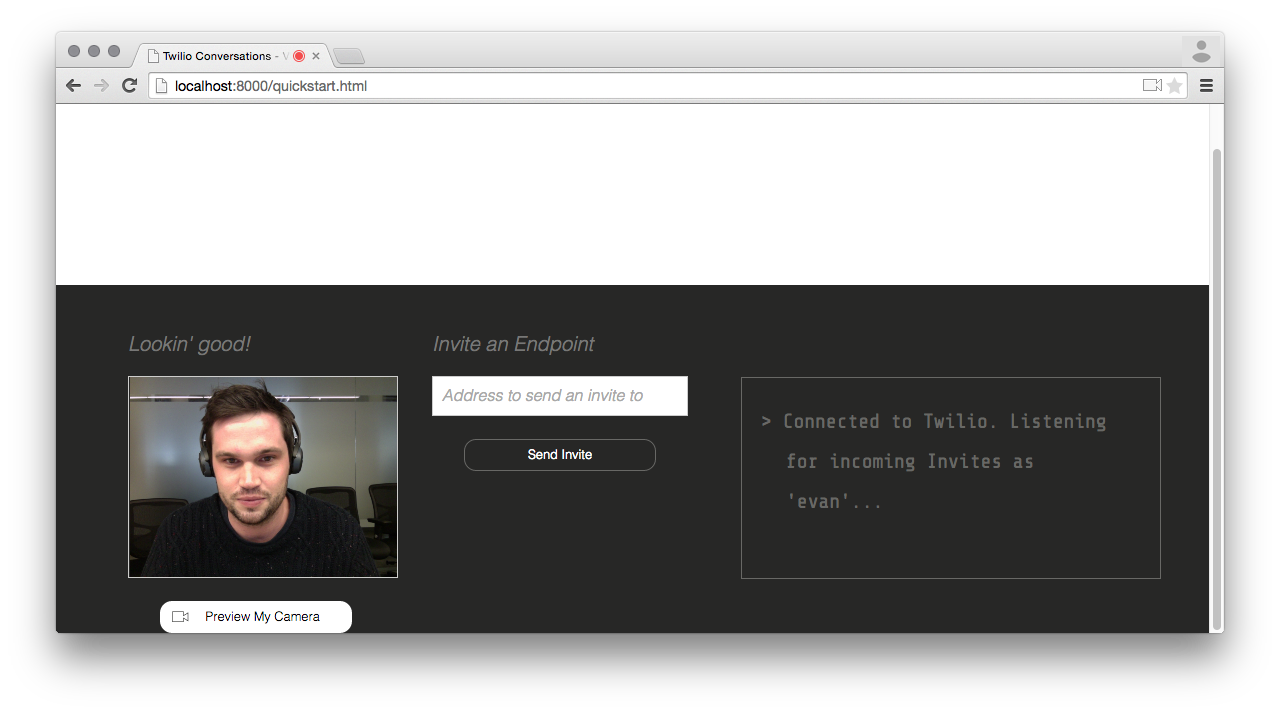 Twilio Conversations - V
localhost:8000/quickstart.html
Lookin' good!
Invite an Endpoint
Address to send an invite to
Send Invite
> Connected to Twilio. Listening
for incoming Invites as
'evan'...
Preview My Camera